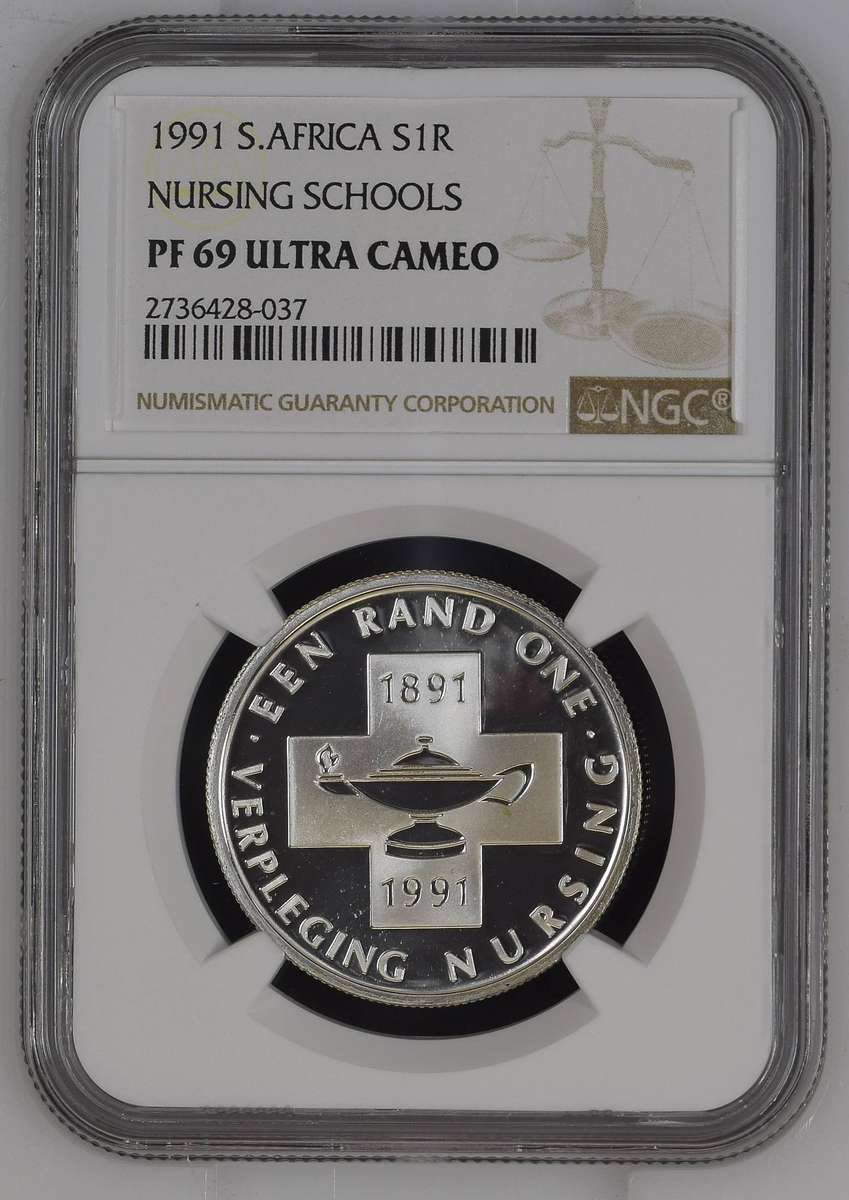 1991 S.AFRICA S1R
NURSING SCHOOLS
PF 69 ULTRA CAMEO
2736428-037
NUMISMATIC GUARANTY CORPORATION
NGC®
· EEN RAND ONE ·
1891
1991
VERPLEGING NURSING